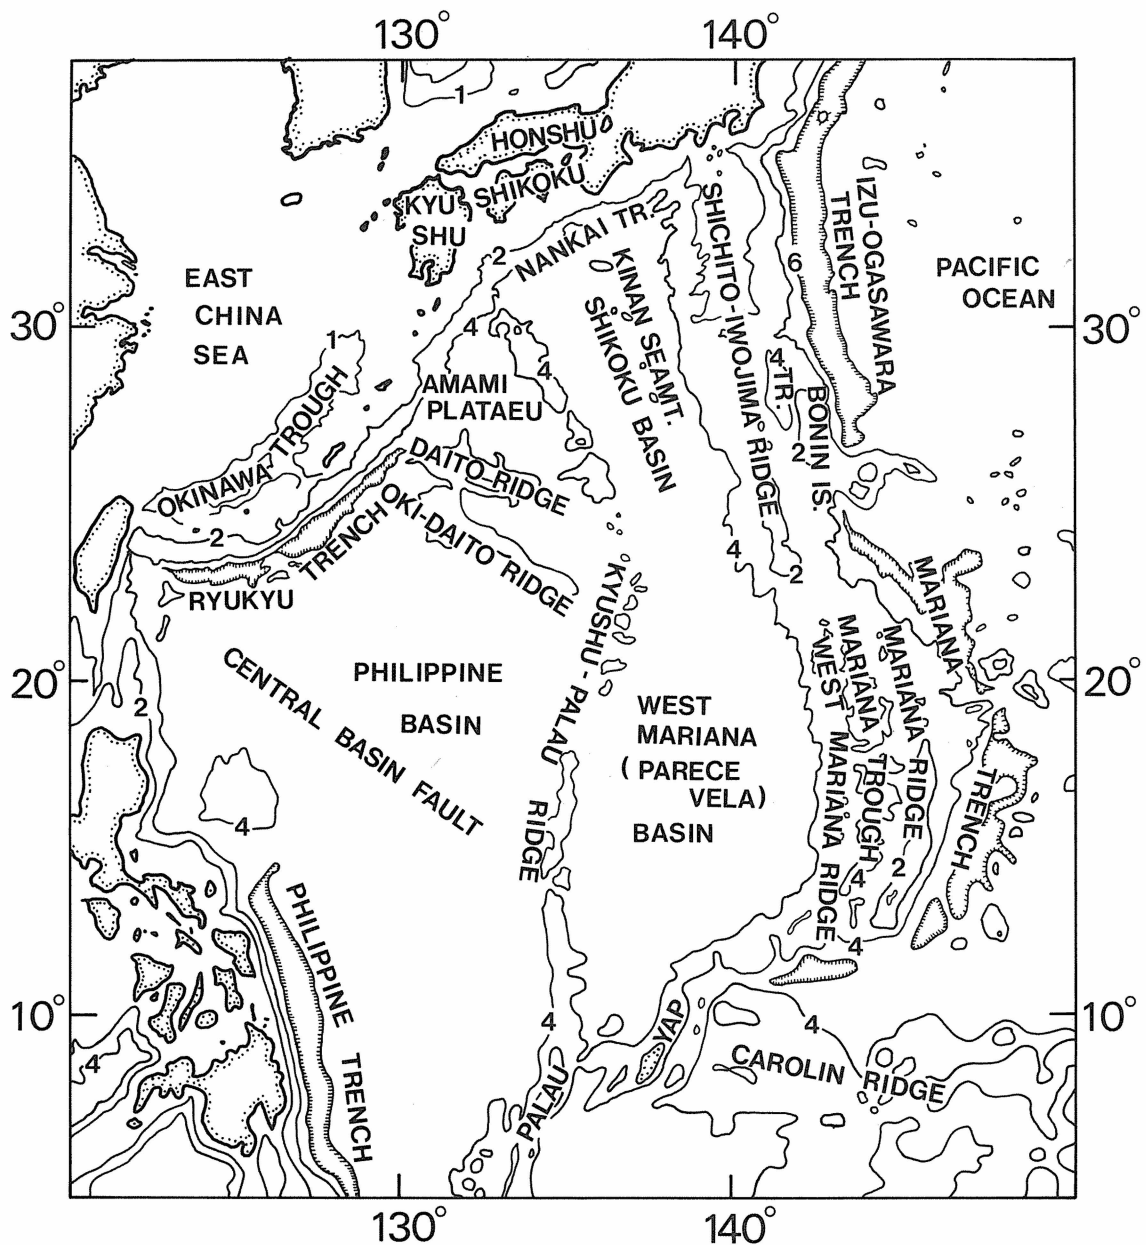 130° 140°
1
HONSHU
SHIKOKU
KYU
SHU
NANKAI TR.
2
SHICHITO-IWOJIMA RIDGE
IZU-OGASAWARA
TRENCH
6
KINAN SEAMT.
SHIKOKU BASIN
PACIFIC
OCEAN
EAST
CHINA
SEA
30° 30°
1
4
4
4
TR.
BONIN IS.
2
AMAMI
PLATAEU
OKINAWA TROUGH
DAITO RIDGE
OKI-DAITO RIDGE
2
TRENCH
RYUKYU
4
2
MARIANA
KYUSHU - PALAU
RIDGE
20° 20°
2
CENTRAL BASIN FAULT
PHILIPPINE
BASIN
WEST
MARIANA
( PARECE
VELA)
BASIN
WEST MARIANA RIDGE
MARIANA TROUGH
MARIANA RIDGE
TRENCH
4
4
2
4
PHILIPPINE TRENCH
10° 10°
4
4
4
YAP
PALAU
CAROLIN RIDGE
130° 140°